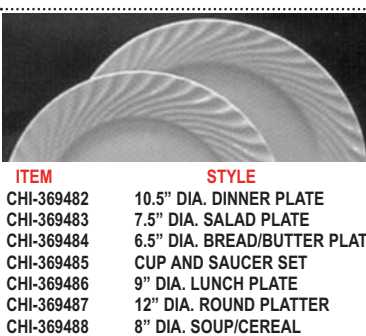 ITEM STYLE
CHI-369482 10.5” DIA. DINNER PLATE
CHI-369483 7.5” DIA. SALAD PLATE
CHI-369484 6.5” DIA. BREAD/BUTTER PLAT
CHI-369485 CUP AND SAUCER SET
CHI-369486 9” DIA. LUNCH PLATE
CHI-369487 12” DIA. ROUND PLATTER
CHI-369488 8” DIA. SOUP/CEREAL